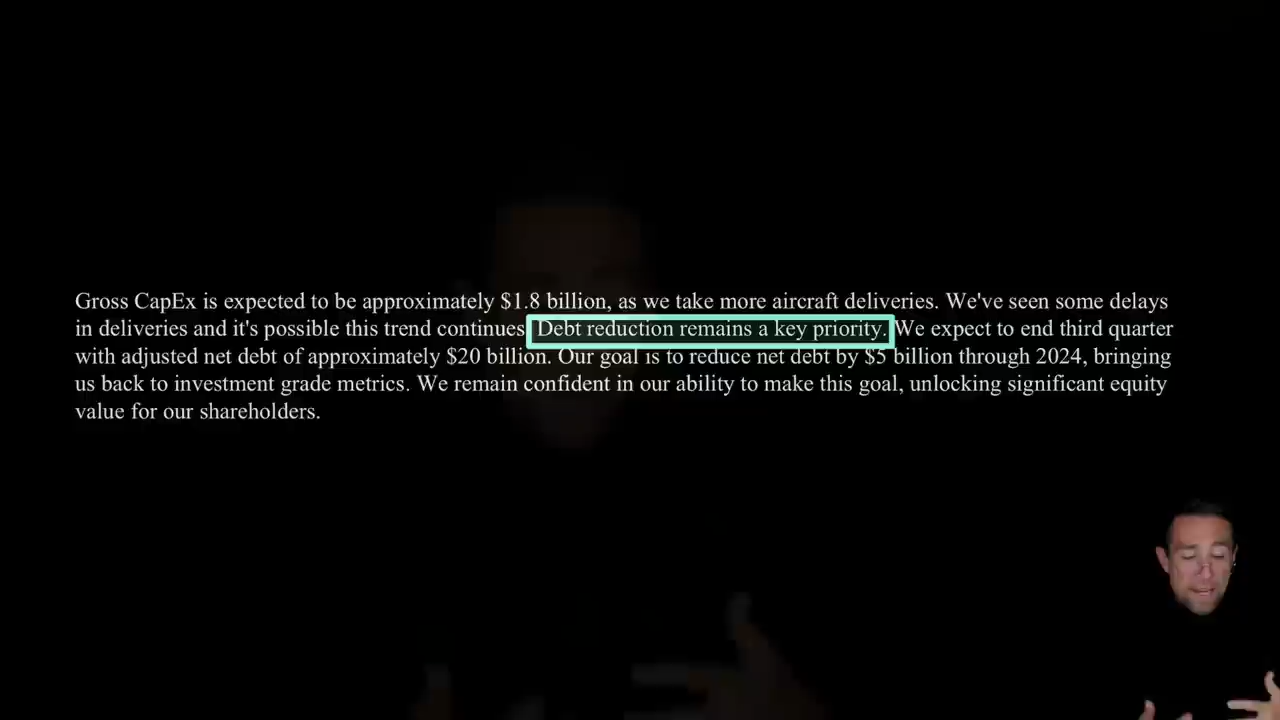 Gross CapEx is expected to be approximately $1.8 billion, as we take more aircraft deliveries. We've seen some delays
in deliveries and it's possible this trend continues. Debt reduction remains a key priority. We expect to end third quarter
with adjusted net debt of approximately $20 billion. Our goal is to reduce net debt by $5 billion through 2024, bringing
us back to investment grade metrics. We remain confident in our ability to make this goal, unlocking significant equity
value for our shareholders.